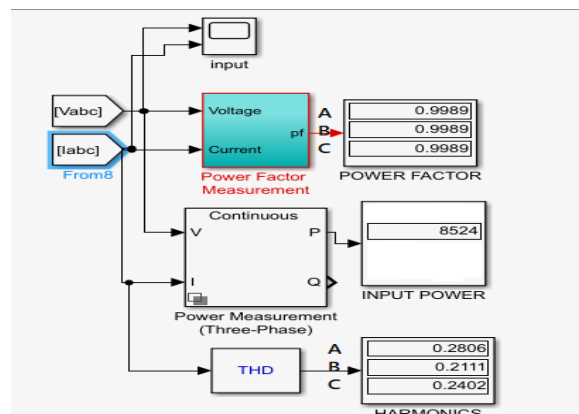 input
[Vabc]
[Iabc]
From8
Voltage
Current
pf
Power Factor
Measurement
A
B
C
0.9989
0.9989
0.9989
POWER FACTOR
Continuous
V
I
P
Q
Power Measurement
(Three-Phase)
8524
INPUT POWER
THD
A
B
C
0.2806
0.2111
0.2402
HARMONICS